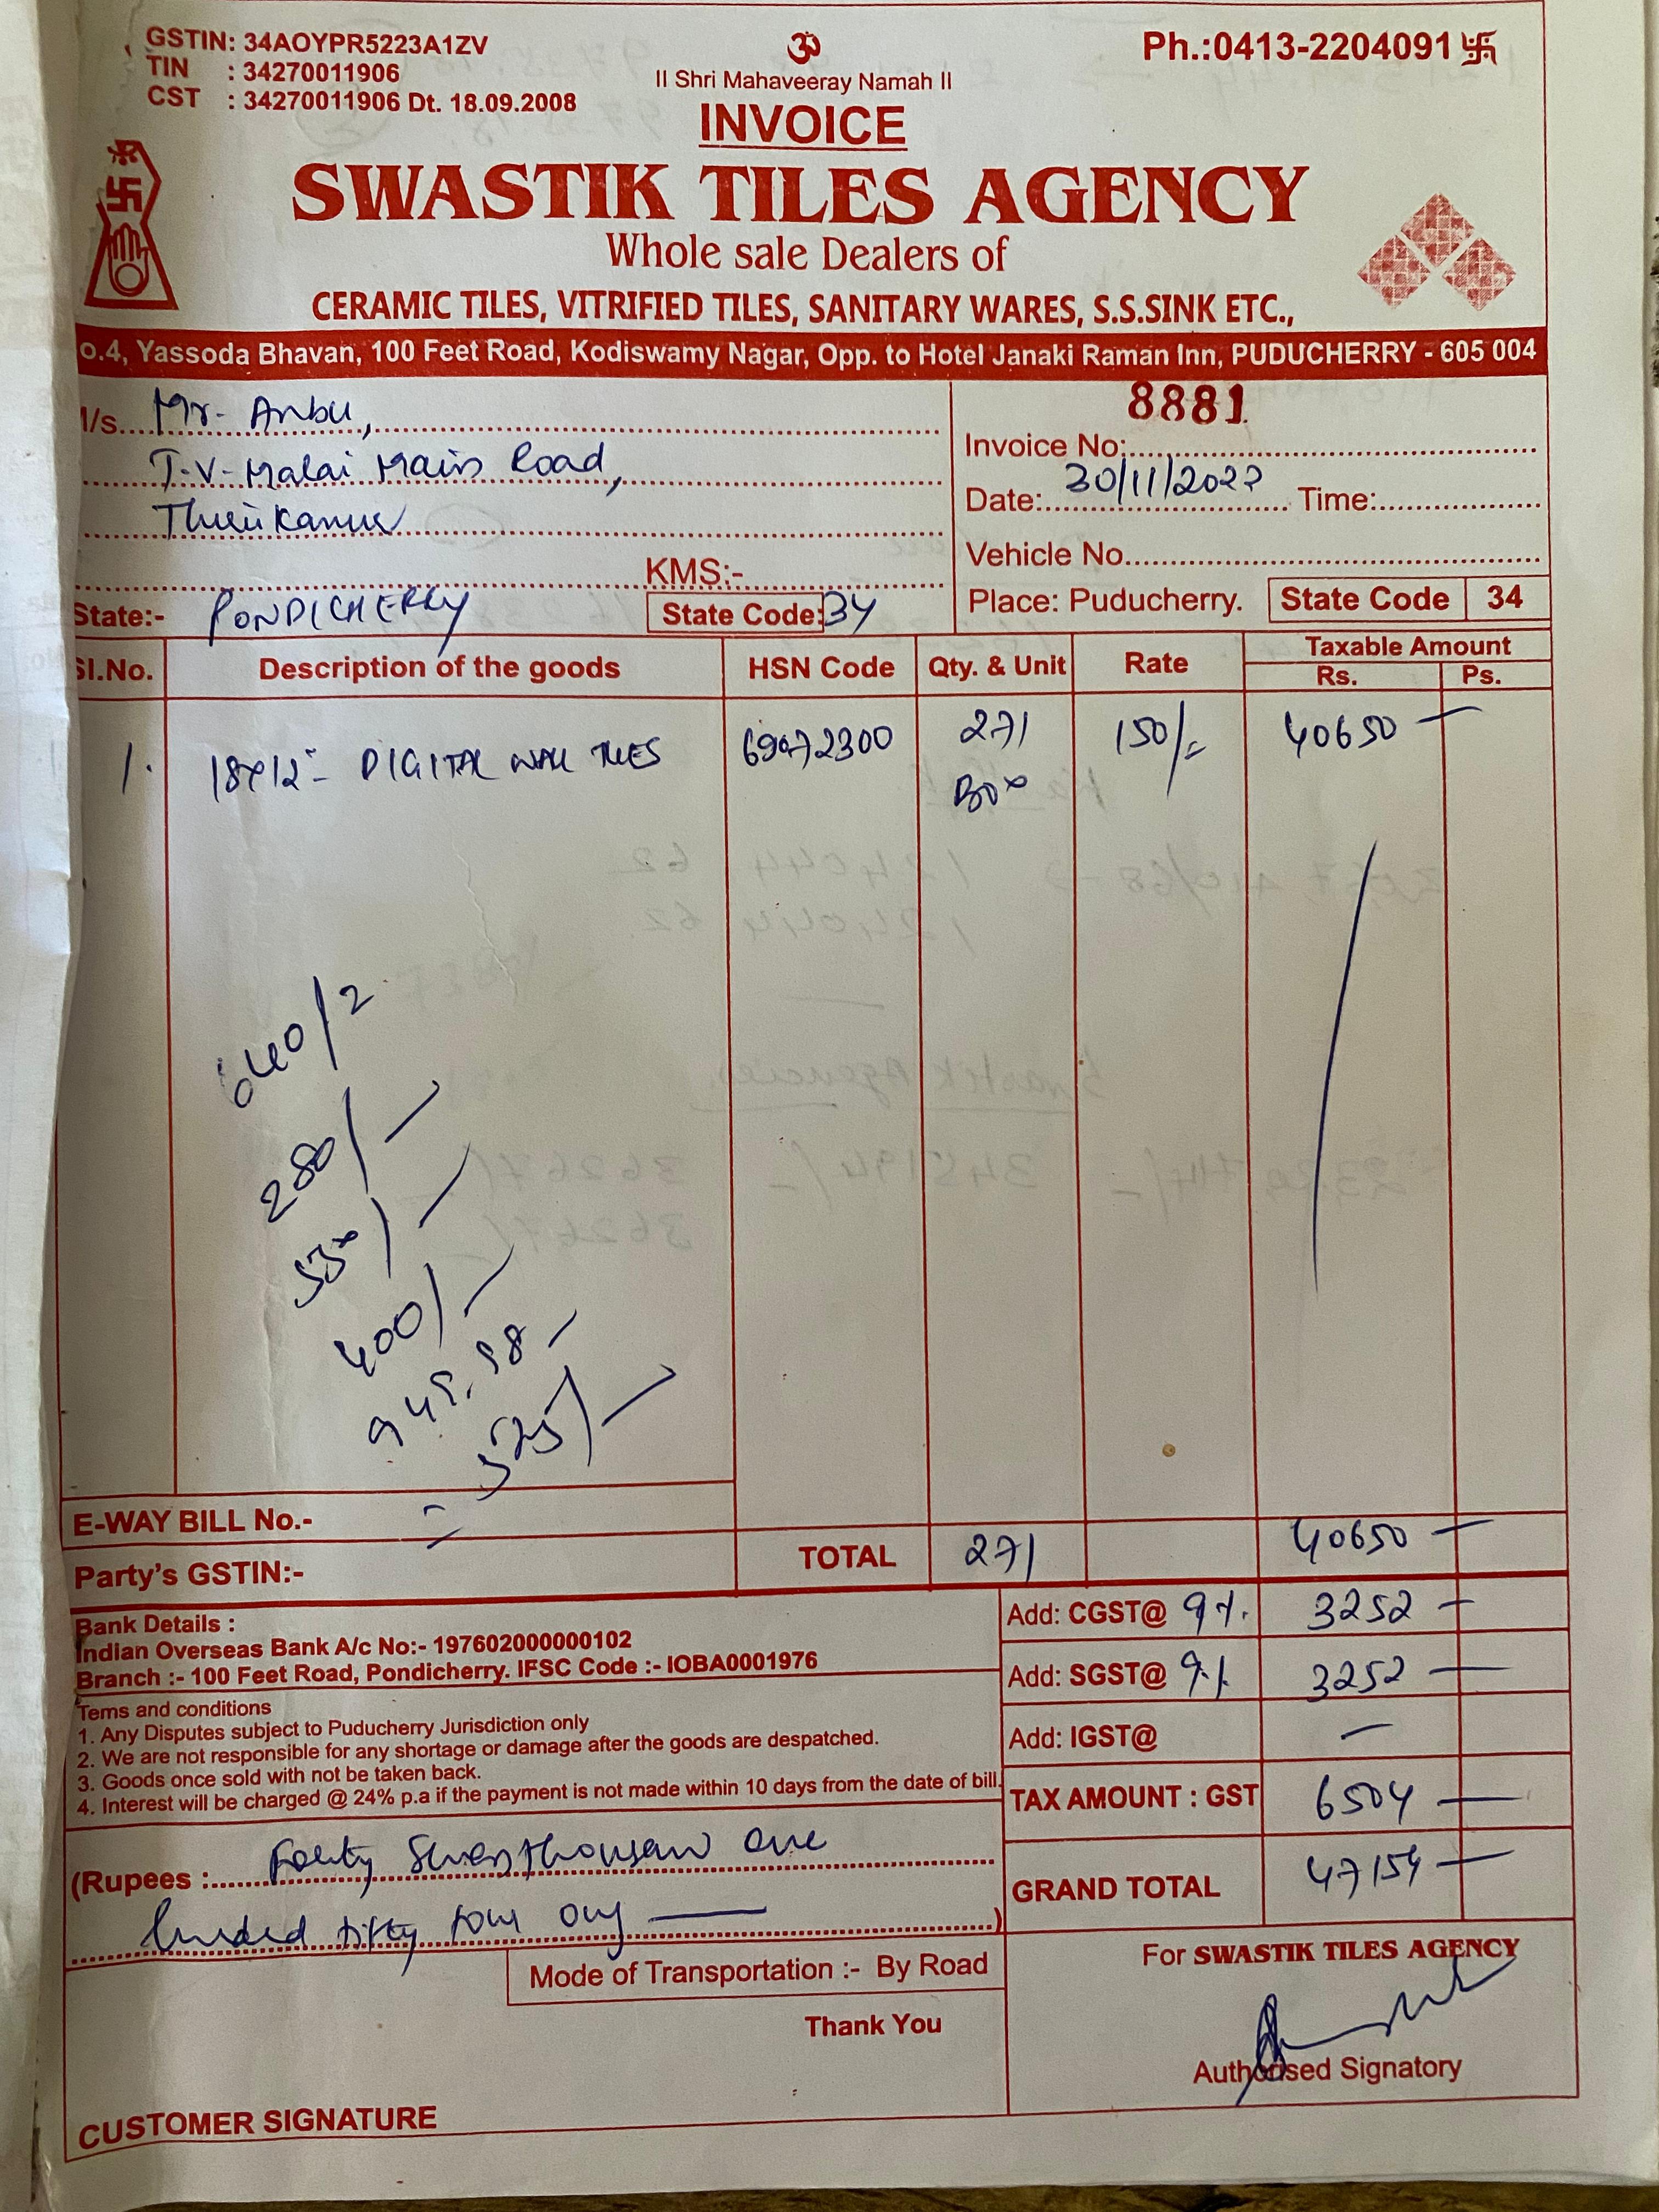 GSTIN: 34AOYPR5223A1ZV
TIN : 34270011906
CST : 34270011906 Dt. 18.09.2008
ॐ
II Shri Mahaveeray Namah II
Ph.:0413-2204091 卐
INVOICE
SWASTIK TILES AGENCY
Whole sale Dealers of
CERAMIC TILES, VITRIFIED TILES, SANITARY WARES, S.S.SINK ETC.,
o.4, Yassoda Bhavan, 100 Feet Road, Kodiswamy Nagar, Opp. to Hotel Janaki Raman Inn, PUDUCHERRY - 605 004
/s. Mr- Anbu,
T-V-Malai Main Road,
Thirukanur
KMS:-
State:- PONDICHERRY State Code: 34
8881
Invoice No:
Date: 30/11/2022 Time:
Vehicle No.
Place: Puducherry. State Code 34
Sl.No. Description of the goods HSN Code Qty. & Unit Rate Taxable Amount
Rs. Ps.
1. 18x12"- DIGITAL WALL TILES 69072300 271 BOX 150/= 40650 —
640/2
280/—
530/—
400/—
945.98 —
= 525/—
E-WAY BILL No.-
Party's GSTIN:-
TOTAL 271 40650 —
Bank Details :
Indian Overseas Bank A/c No:- 197602000000102
Branch :- 100 Feet Road, Pondicherry. IFSC Code :- IOBA0001976
Tems and conditions
1. Any Disputes subject to Puducherry Jurisdiction only
2. We are not responsible for any shortage or damage after the goods are despatched.
3. Goods once sold with not be taken back.
4. Interest will be charged @ 24% p.a if the payment is not made within 10 days from the date of bill.
Add: CGST@ 9%. 3252 —
Add: SGST@ 9% 3252 —
Add: IGST@ —
TAX AMOUNT : GST 6504 —
GRAND TOTAL 47154 —
(Rupees : Forty Seven thousand one
hundred fifty four only —)
Mode of Transportation :- By Road
Thank You
For SWASTIK TILES AGENCY
Authorised Signatory
CUSTOMER SIGNATURE